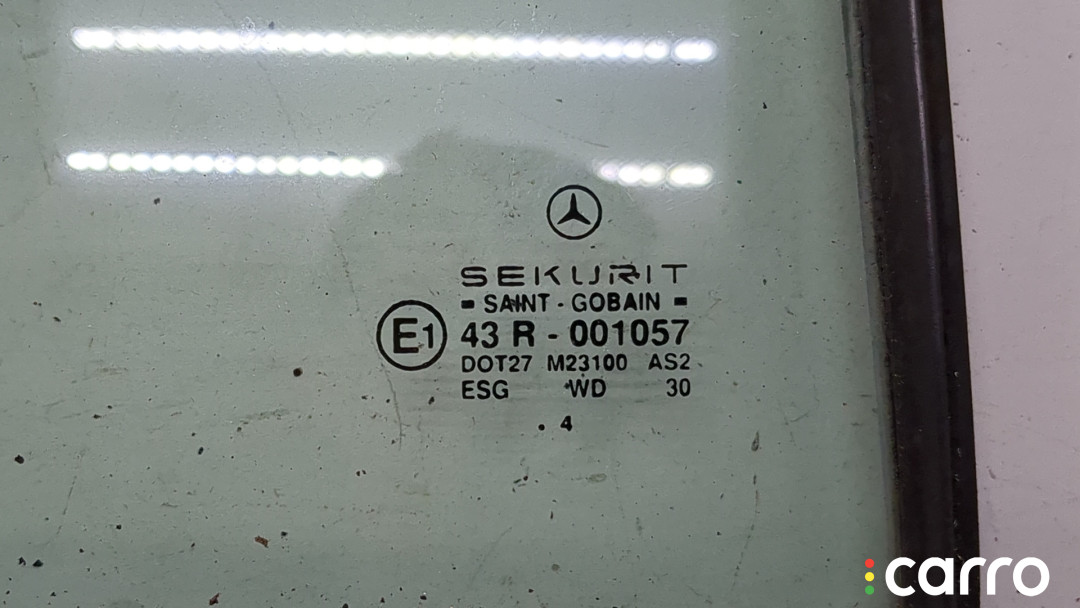 SEKURIT
SAINT - GOBAIN
E1 43 R - 001057
DOT27 M23100 AS2
ESG WD 30
. 4
carro